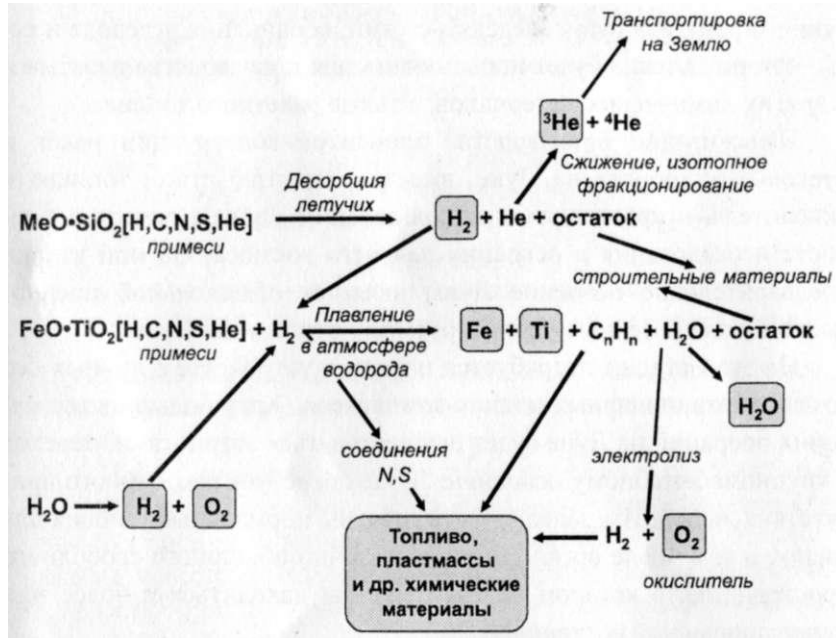 Транспортировка
на Землю
³He + ⁴He
Сжижение, изотопное
фракционирование
Десорбция
летучих
MeO•SiO₂[H,C,N,S,He]
примеси
H₂ + He + остаток
строительные материалы
FeO•TiO₂[H,C,N,S,He] + H₂
примеси
Плавление
в атмосфере
водорода
Fe + Ti + CₙHₙ + H₂O + остаток
H₂O
соединения
N,S
электролиз
H₂O → H₂ + O₂
H₂ + O₂
окислитель
Топливо,
пластмассы
и др. химические
материалы